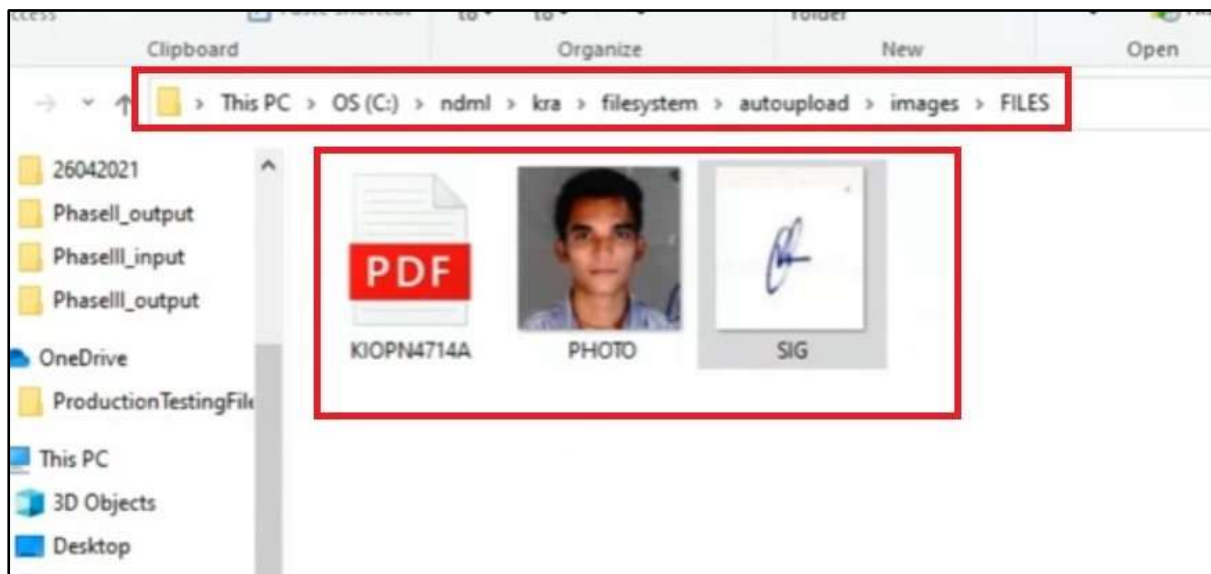 Clipboard
Organize
New
Open
This PC > OS (C:) > ndml > kra > filesystem > autoupload > images > FILES
26042021
PhaseII_output
PhaseIII_input
PhaseIII_output
OneDrive
ProductionTestingFile
This PC
3D Objects
Desktop
PDF
KIOPN4714A
PHOTO
SIG